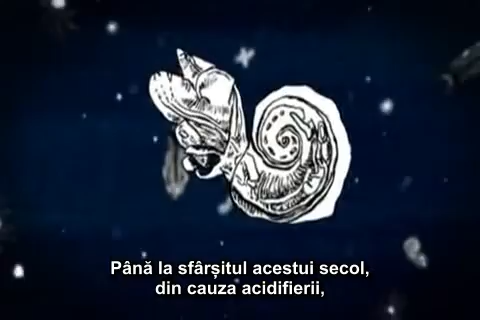 Până la sfârșitul acestui secol,
din cauza acidifierii,